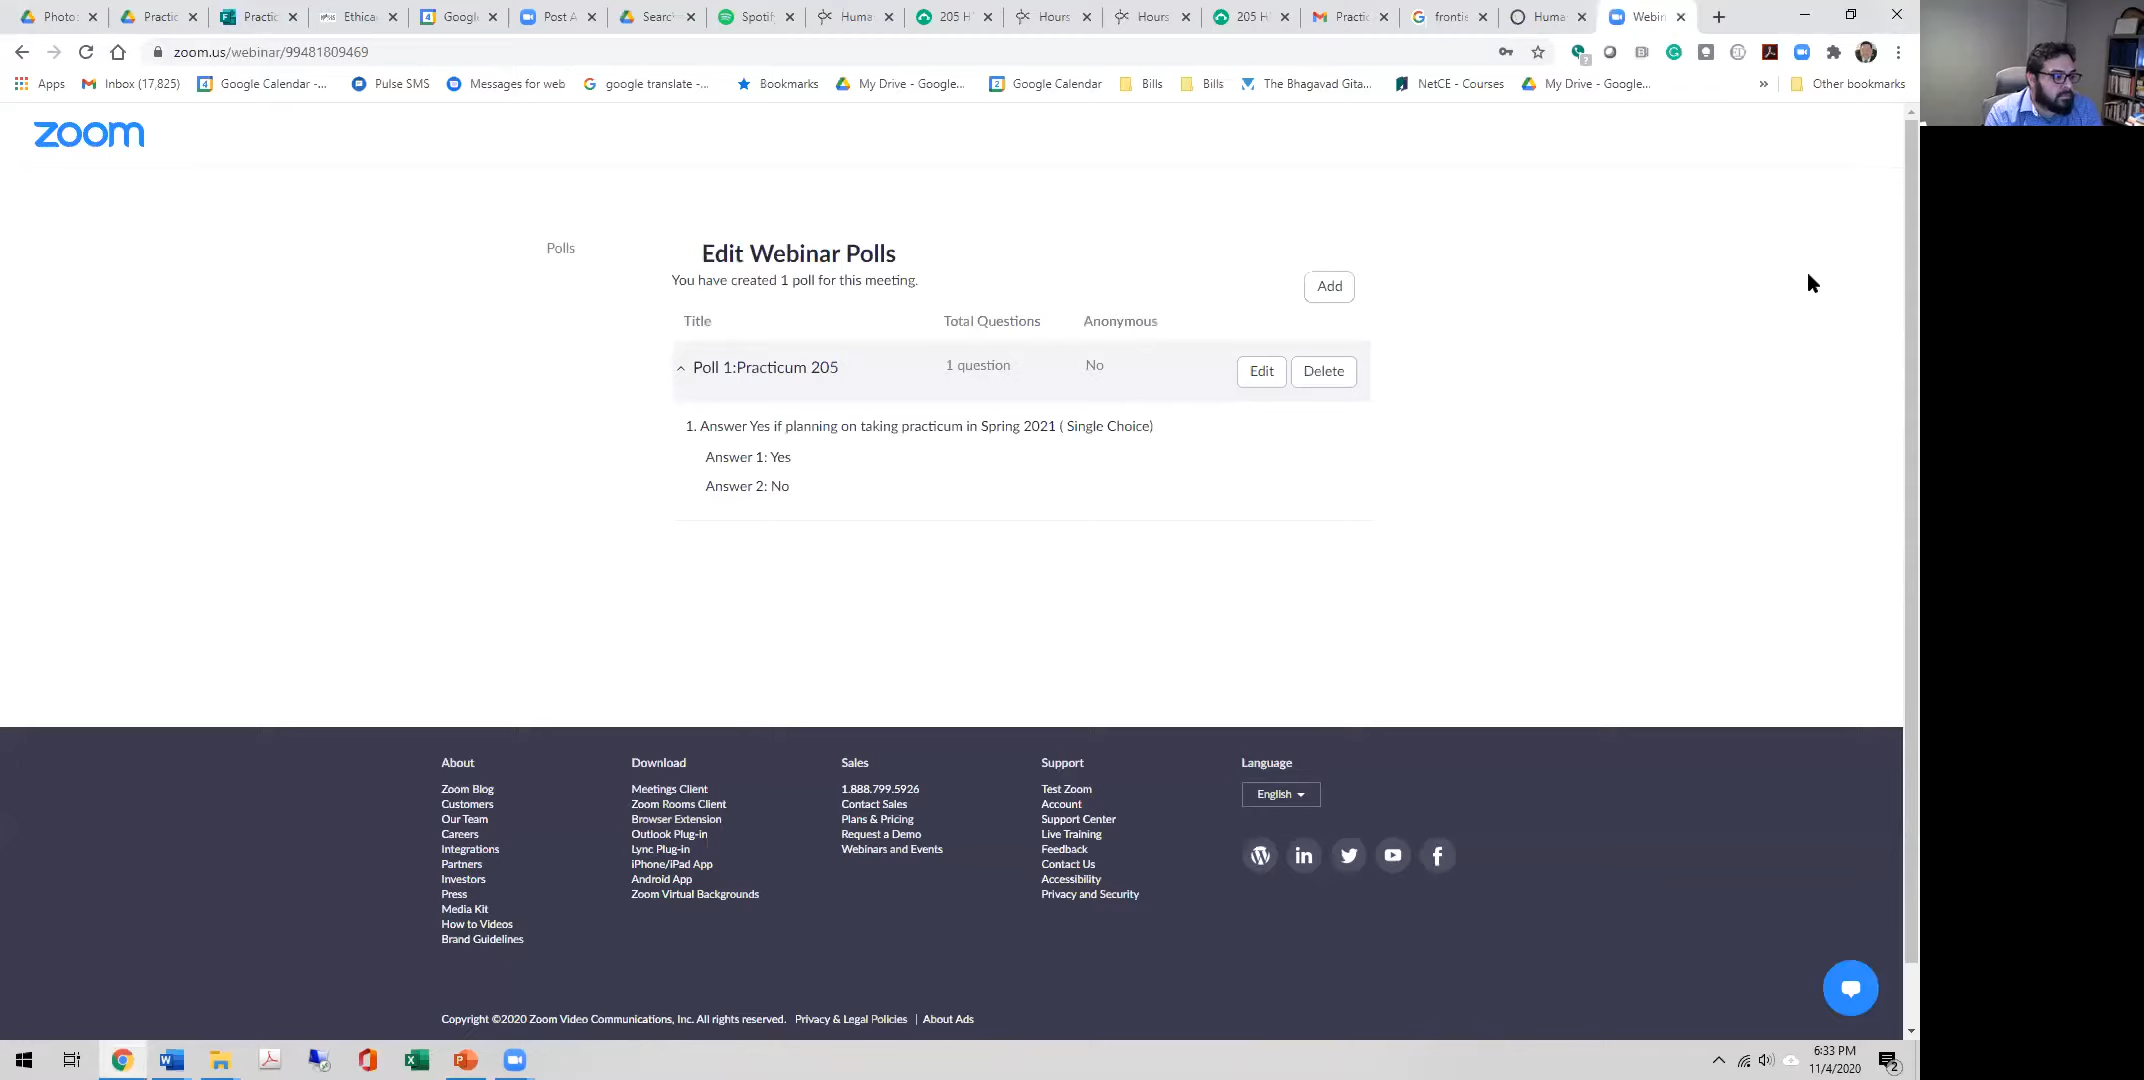 Photo
Practic
Practic
Ethica
Google
Post A
Searc
Spotif
Huma
205 H
Hours
Hours
205 H
Practic
frontie
Huma
Webin
zoom.us/webinar/99481809469
Apps
Inbox (17,825)
Google Calendar -...
Pulse SMS
Messages for web
google translate -...
Bookmarks
My Drive - Google...
Google Calendar
Bills
Bills
The Bhagavad Gita...
NetCE - Courses
My Drive - Google...
»
Other bookmarks
zoom
Polls
Edit Webinar Polls
You have created 1 poll for this meeting.
Add
Title
Total Questions
Anonymous
Poll 1:Practicum 205
1 question
No
Edit
Delete
1. Answer Yes if planning on taking practicum in Spring 2021 ( Single Choice)
Answer 1: Yes
Answer 2: No
About
Zoom Blog
Customers
Our Team
Careers
Integrations
Partners
Investors
Press
Media Kit
How to Videos
Brand Guidelines
Download
Meetings Client
Zoom Rooms Client
Browser Extension
Outlook Plug-in
Lync Plug-in
iPhone/iPad App
Android App
Zoom Virtual Backgrounds
Sales
1.888.799.5926
Contact Sales
Plans & Pricing
Request a Demo
Webinars and Events
Support
Test Zoom
Account
Support Center
Live Training
Feedback
Contact Us
Accessibility
Privacy and Security
Language
English
Copyright ©2020 Zoom Video Communications, Inc. All rights reserved. Privacy & Legal Policies | About Ads
6:33 PM
11/4/2020
2